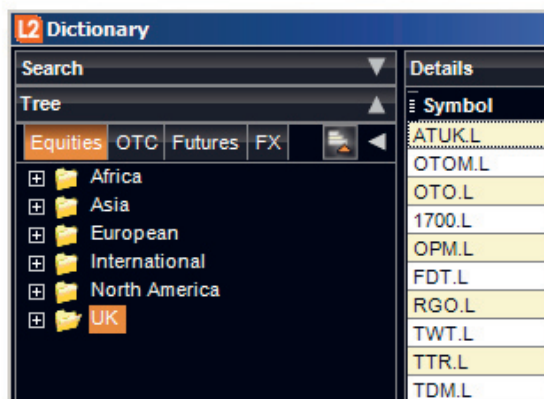 L2 Dictionary
Search
Tree
Equities OTC Futures FX
Africa
Asia
European
International
North America
UK
Details
Symbol
ATUK.L
OTOM.L
OTO.L
1700.L
OPM.L
FDT.L
RGO.L
TWT.L
TTR.L
TDM.L